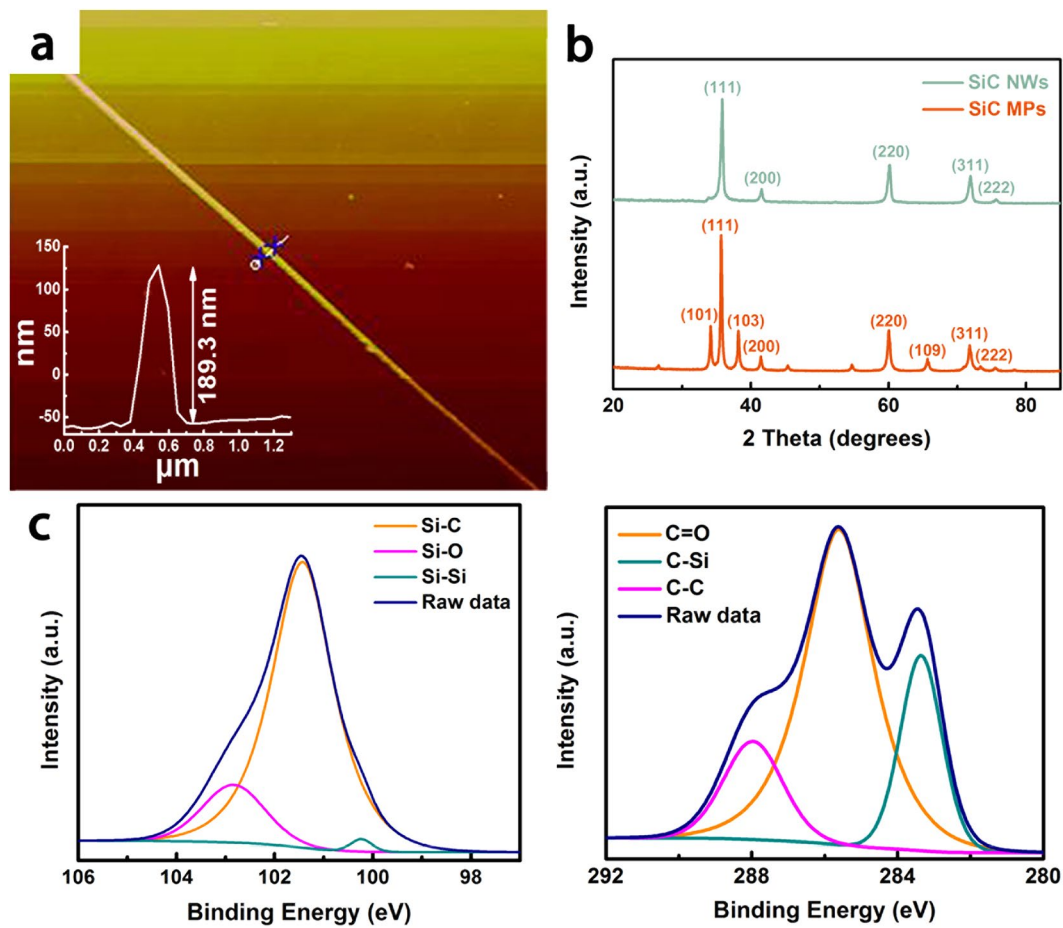 a
150
100
50
0
-50
nm
189.3 nm
0.0 0.2 0.4 0.6 0.8 1.0 1.2
μm
b
SiC NWs
SiC MPs
(111)
(200)
(220)
(311)
(222)
(111)
(101)
(103)
(200)
(220)
(109)
(311)
(222)
Intensity (a.u.)
20 40 60 80
2 Theta (degrees)
c
Si-C
Si-O
Si-Si
Raw data
Intensity (a.u.)
106 104 102 100 98
Binding Energy (eV)
C=O
C-Si
C-C
Raw data
Intensity (a.u.)
292 288 284 280
Binding Energy (eV)